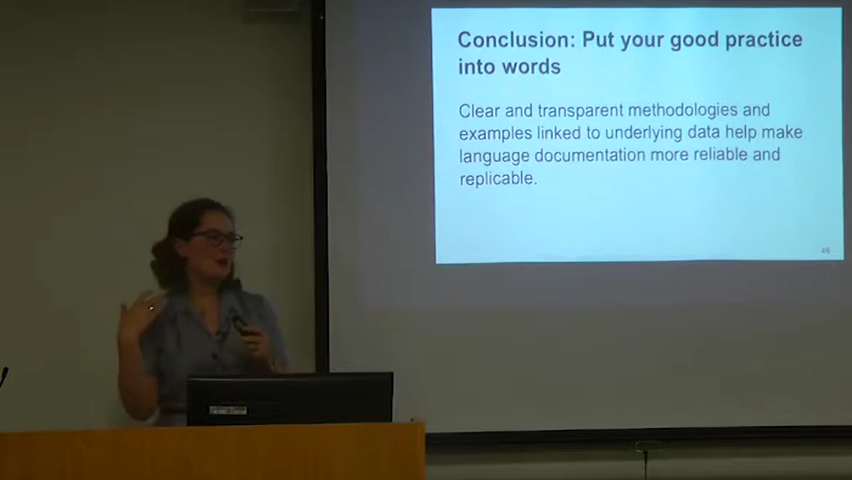 Conclusion: Put your good practice
into words
Clear and transparent methodologies and
examples linked to underlying data help make
language documentation more reliable and
replicable.